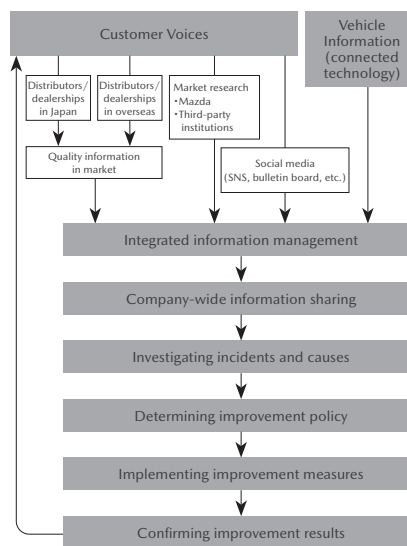 Customer Voices
Vehicle
Information
(connected
technology)
Distributors/
dealerships
in Japan
Distributors/
dealerships
in overseas
Market research
・Mazda
・Third-party
institutions
Quality information
in market
Social media
(SNS, bulletin board, etc.)
Integrated information management
Company-wide information sharing
Investigating incidents and causes
Determining improvement policy
Implementing improvement measures
Confirming improvement results